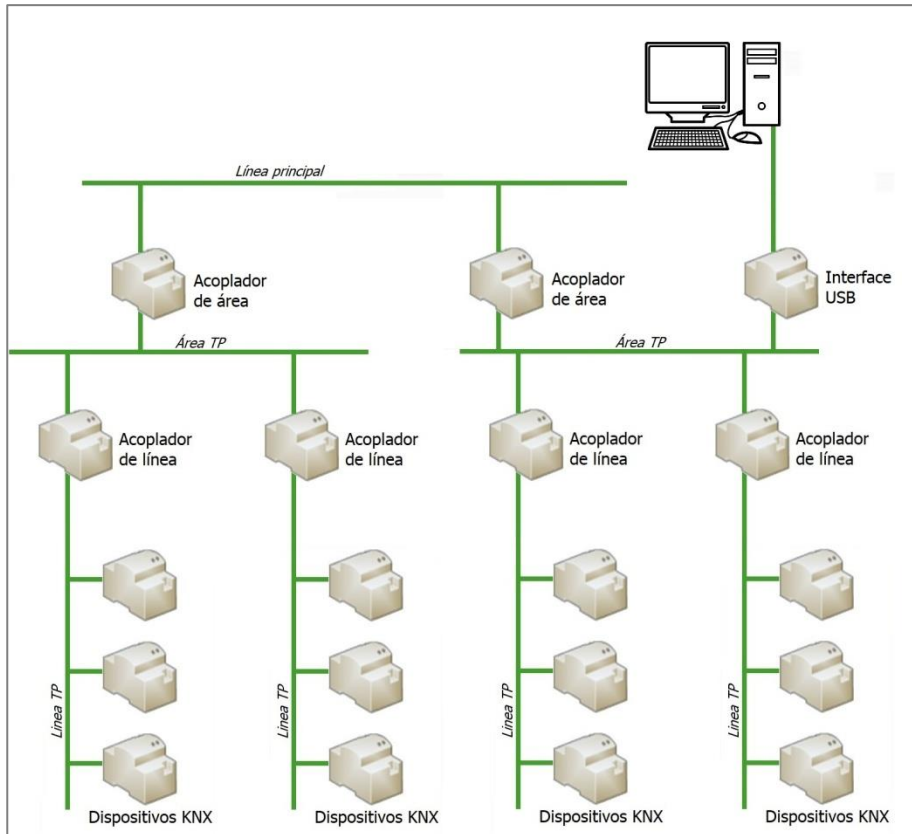 Línea principal
Acoplador
de área
Acoplador
de área
Interface
USB
Área TP
Área TP
Acoplador
de línea
Acoplador
de línea
Acoplador
de línea
Acoplador
de línea
Línea TP
Línea TP
Línea TP
Línea TP
Dispositivos KNX
Dispositivos KNX
Dispositivos KNX
Dispositivos KNX